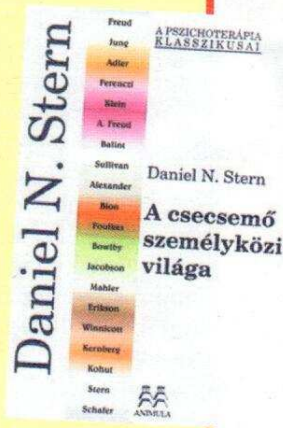 Daniel N. Stern
Freud
Jung
Adler
Ferenczi
Klein
A. Freud
Balint
Sullivan
Alexander
Bion
Foulkes
Bowlby
Jacobson
Mahler
Erikson
Winnicott
Kernberg
Kohut
Stern
Schafer
A PSZICHOTERÁPIA
KLASSZIKUSAI
Daniel N. Stern
A csecsemő
személyközi
világa
ANIMULA